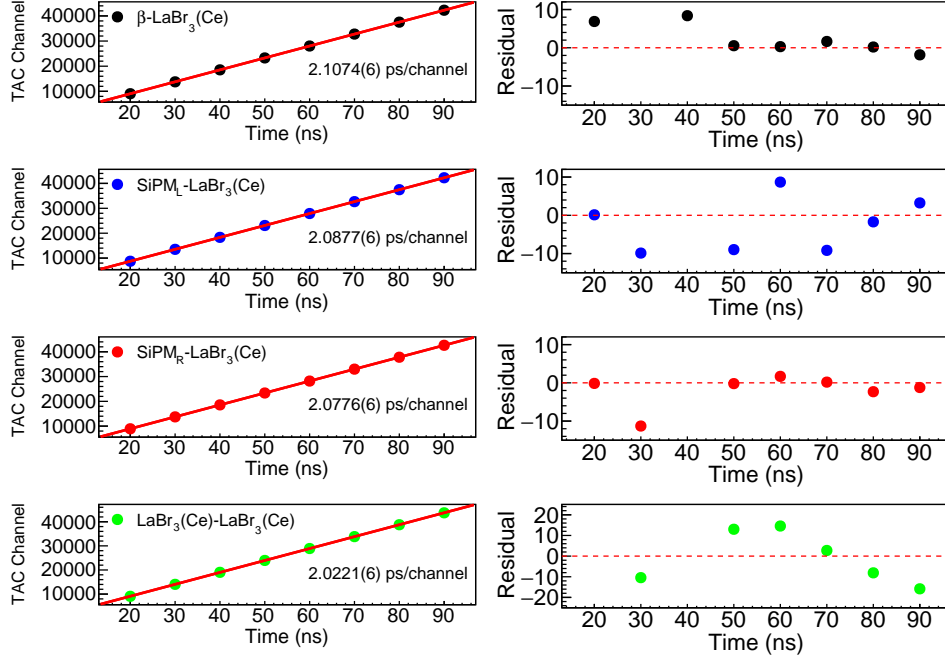 40000
30000
20000
10000
TAC Channel
β-LaBr3(Ce)
2.1074(6) ps/channel
20 30 40 50 60 70 80 90
Time (ns)
10
0
−10
Residual
20 30 40 50 60 70 80 90
Time (ns)
40000
30000
20000
10000
TAC Channel
SiPML-LaBr3(Ce)
2.0877(6) ps/channel
20 30 40 50 60 70 80 90
Time (ns)
10
0
−10
Residual
20 30 40 50 60 70 80 90
Time (ns)
40000
30000
20000
10000
TAC Channel
SiPMR-LaBr3(Ce)
2.0776(6) ps/channel
20 30 40 50 60 70 80 90
Time (ns)
10
0
−10
Residual
20 30 40 50 60 70 80 90
Time (ns)
40000
30000
20000
10000
TAC Channel
LaBr3(Ce)-LaBr3(Ce)
2.0221(6) ps/channel
20 30 40 50 60 70 80 90
Time (ns)
20
10
0
−10
−20
Residual
20 30 40 50 60 70 80 90
Time (ns)